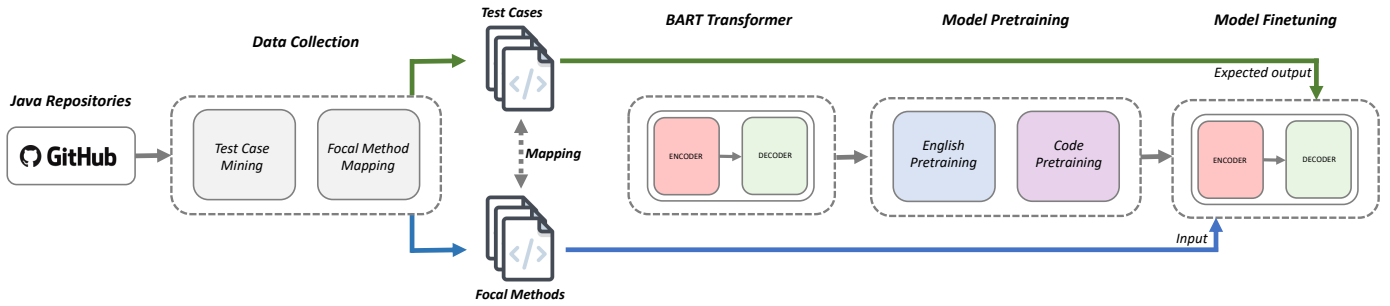 Java Repositories
GitHub
Data Collection
Test Case
Mining
Focal Method
Mapping
Test Cases
</>
Mapping
</>
Focal Methods
BART Transformer
ENCODER
DECODER
Model Pretraining
English
Pretraining
Code
Pretraining
Model Finetuning
Expected output
ENCODER
DECODER
Input